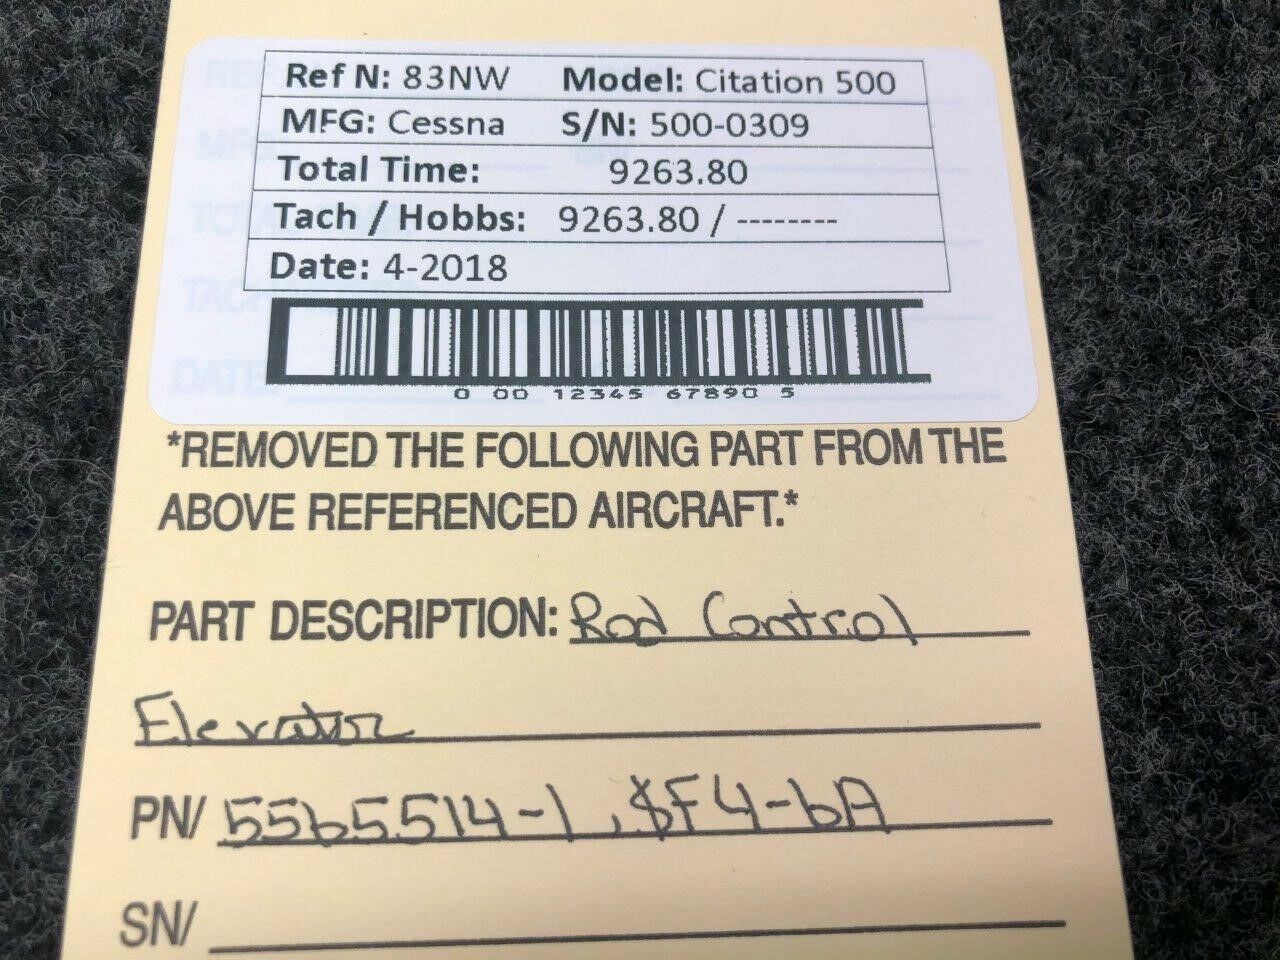 Ref N: 83NW Model: Citation 500
MFG: Cessna S/N: 500-0309
Total Time: 9263.80
Tach / Hobbs: 9263.80 / --------
Date: 4-2018
0 00 12345 67890 5
*REMOVED THE FOLLOWING PART FROM THE
ABOVE REFERENCED AIRCRAFT.*
PART DESCRIPTION: Rod Control
Elevator
PN/ 5565514-1, $F4-6A
SN/